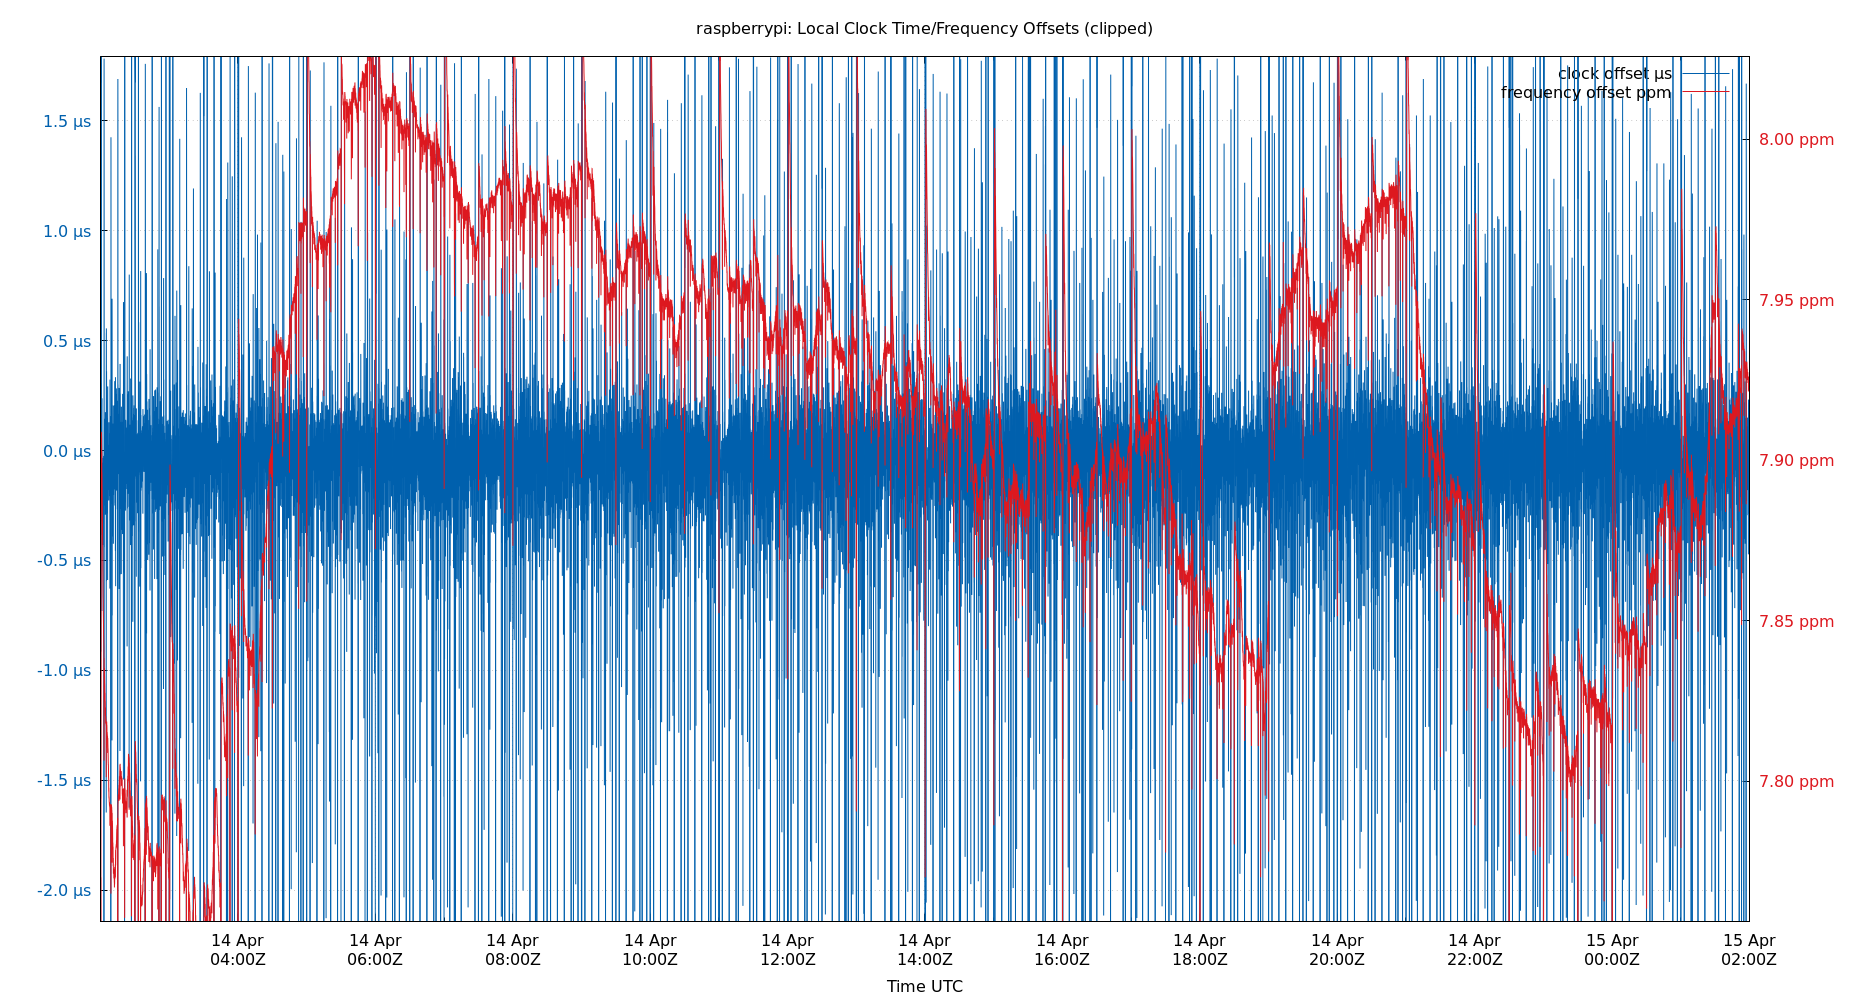 raspberrypi: Local Clock Time/Frequency Offsets (clipped)
clock offset µs
frequency offset ppm
1.5 µs
1.0 µs
0.5 µs
0.0 µs
-0.5 µs
-1.0 µs
-1.5 µs
-2.0 µs
8.00 ppm
7.95 ppm
7.90 ppm
7.85 ppm
7.80 ppm
14 Apr 14 Apr 14 Apr 14 Apr 14 Apr 14 Apr 14 Apr 14 Apr 14 Apr 14 Apr 15 Apr 15 Apr
04:00Z 06:00Z 08:00Z 10:00Z 12:00Z 14:00Z 16:00Z 18:00Z 20:00Z 22:00Z 00:00Z 02:00Z
Time UTC